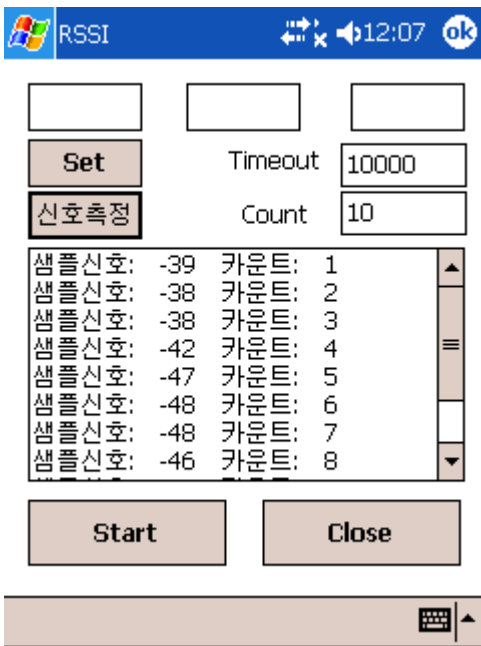 RSSI 12:07 ok
Set Timeout 10000
신호측정 Count 10
샘플신호: -39 카운트: 1
샘플신호: -38 카운트: 2
샘플신호: -38 카운트: 3
샘플신호: -42 카운트: 4
샘플신호: -47 카운트: 5
샘플신호: -48 카운트: 6
샘플신호: -48 카운트: 7
샘플신호: -46 카운트: 8
Start Close